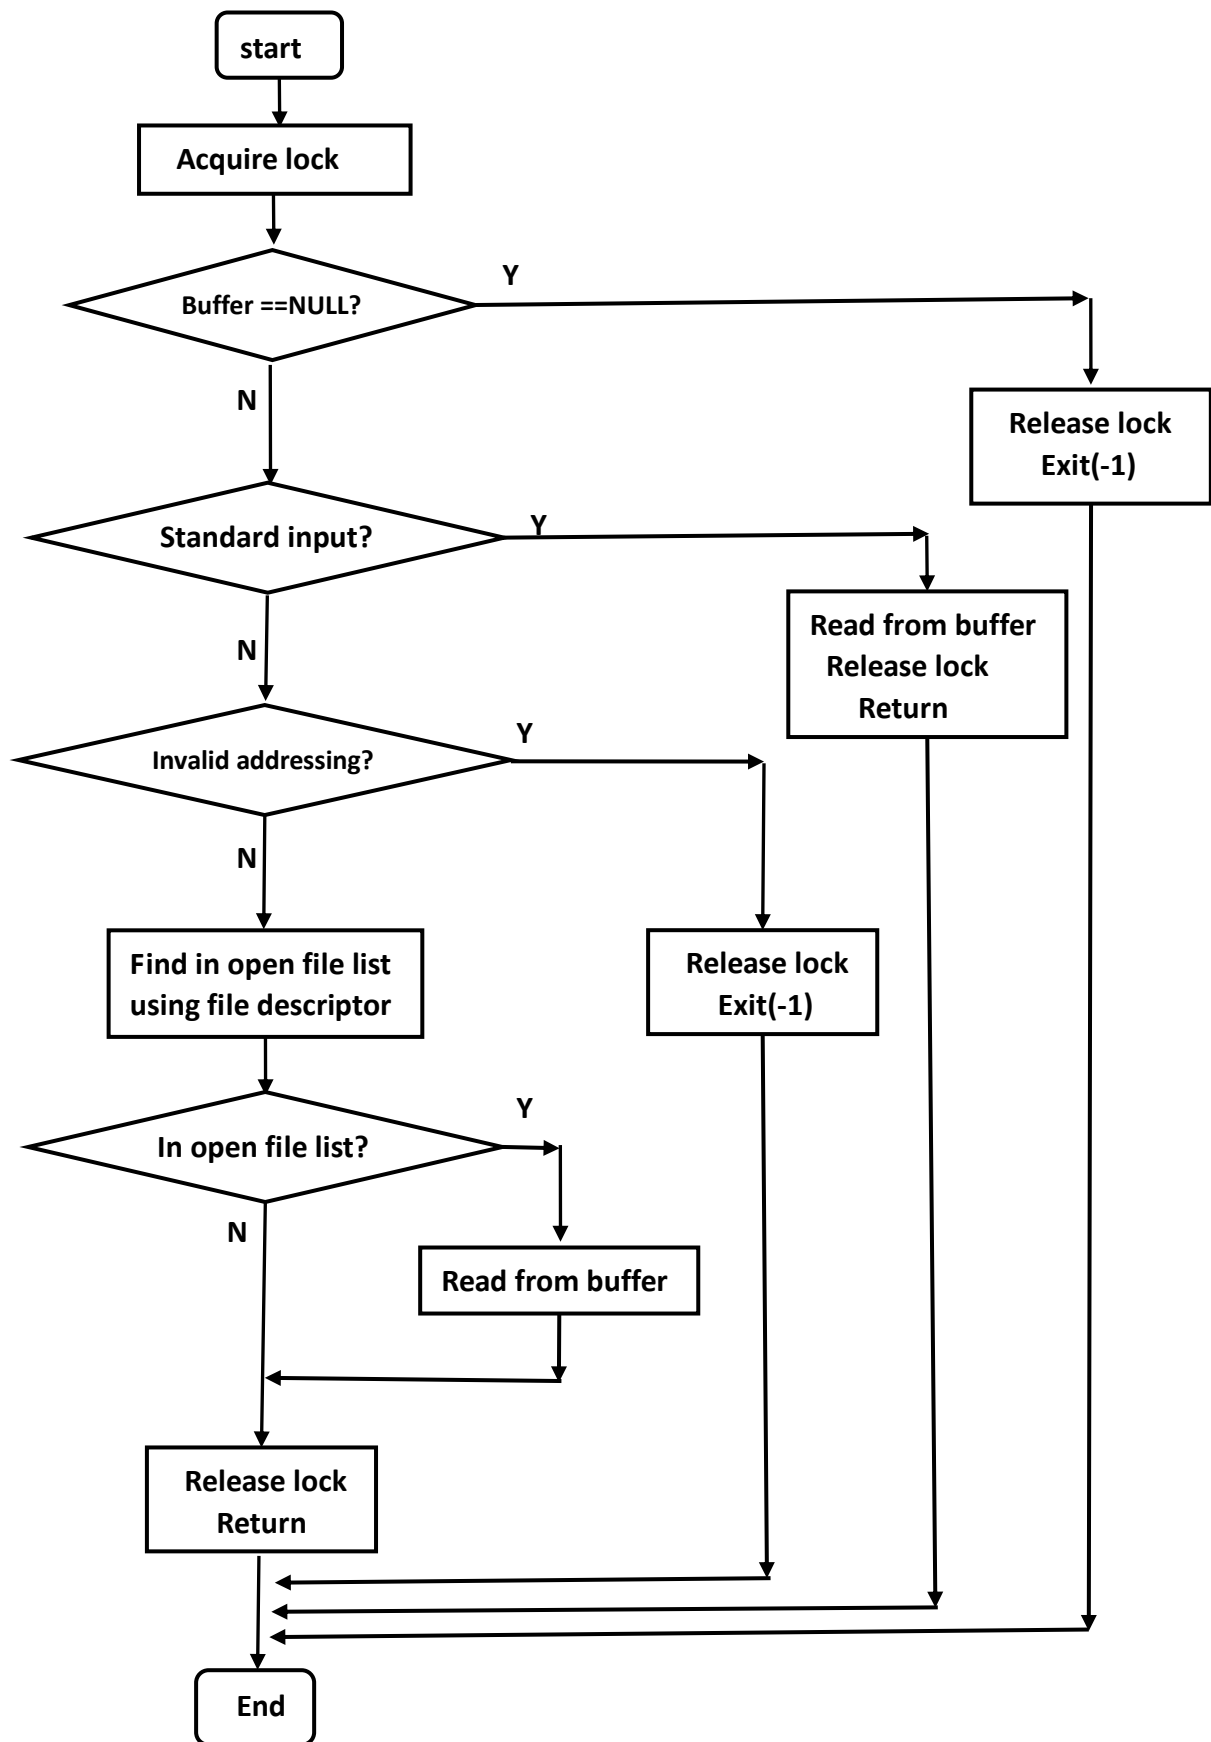 start
Acquire lock
Buffer ==NULL?
Y
N
Release lock
Exit(-1)
Standard input?
Y
N
Read from buffer
Release lock
Return
Invalid addressing?
Y
N
Find in open file list
using file descriptor
Release lock
Exit(-1)
In open file list?
Y
N
Read from buffer
Release lock
Return
End